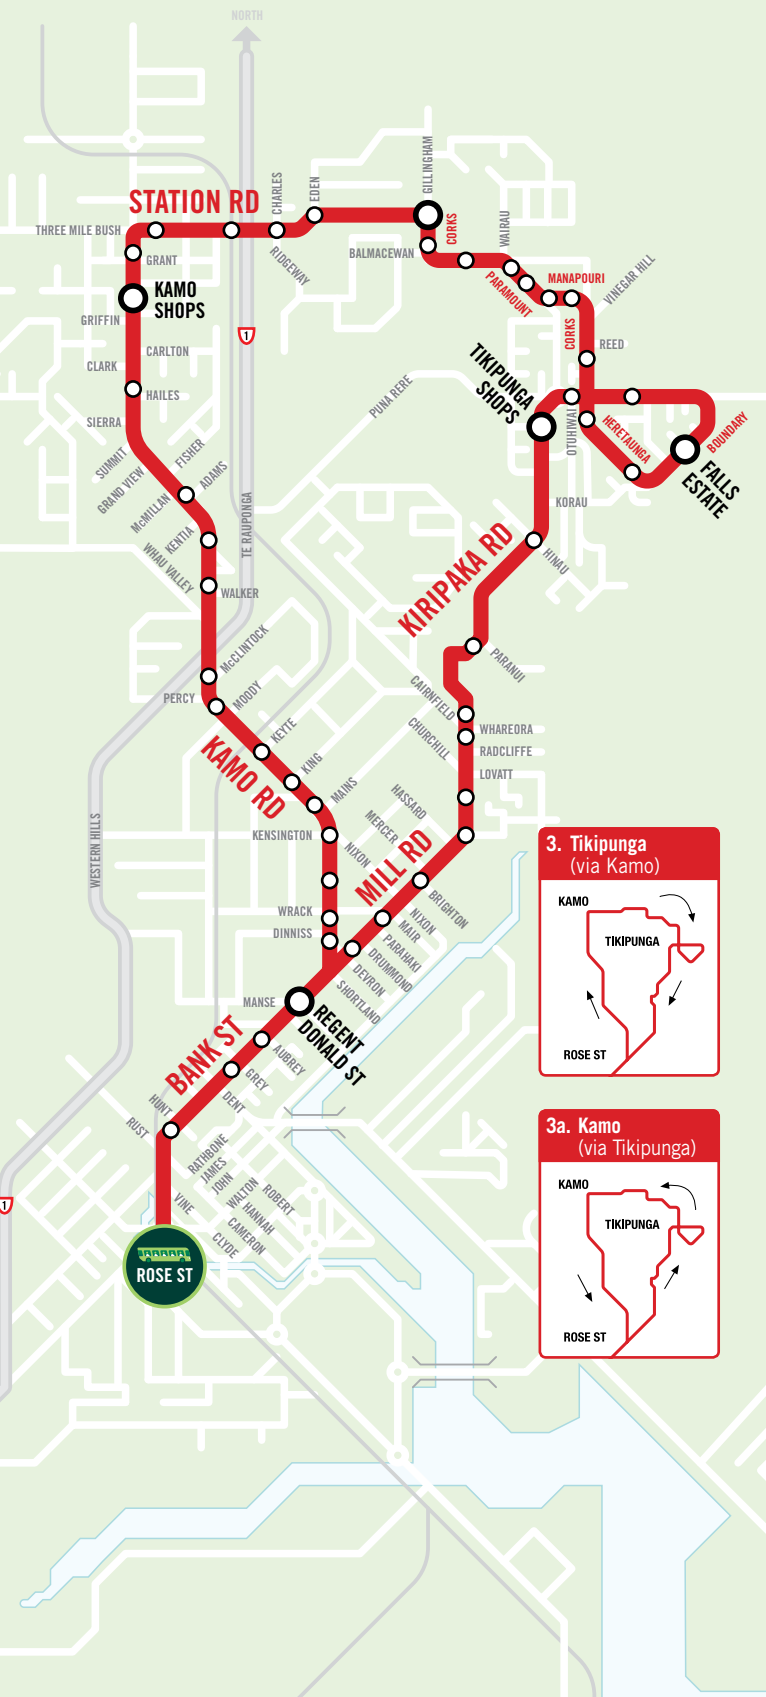 NORTH
STATION RD
CHARLES
EDEN
GILLINGHAM
THREE MILE BUSH
GRANT
RIDGEWAY
BALMACEWAN
CORKS
WAIRAU
PARAMOUNT
MANAPOURI
VINEGAR HILL
KAMO
SHOPS
GRIFFIN
1
CORKS
REED
CARLTON
CLARK
HAILES
TIKIPUNGA
SHOPS
PUNA RERE
OTUHIWAI
HERETAUNGA
BOUNDARY
FALLS
ESTATE
SIERRA
SUMMIT
GRAND VIEW
FISHER
ADAMS
McMILLAN
KENTIA
WHAU VALLEY
TE RAUPONGA
KORAU
HINAU
KIRIPAKA RD
WALKER
McCLINTOCK
PERCY
MOODY
PARANUI
CAIRNFIELD
CHURCHILL
WHAREORA
RADCLIFFE
LOVATT
KEYTE
KING
KAMO RD
MAINS
HASSARD
MERCER
MILL RD
KENSINGTON
NIXON
WESTERN HILLS
BRIGHTON
NIXON
MAIR
PARAHAKI
DRUMMOND
DEVRON
SHORTLAND
WRACK
DINNISS
MANSE
REGENT
DONALD ST
BANK ST
AUBREY
GREY
DENT
HUNT
RUST
RATHBONE
JAMES
JOHN
WALTON
ROBERT
HANNAH
CAMERON
CLYDE
VINE
1
ROSE ST
3. Tikipunga
(via Kamo)
KAMO
TIKIPUNGA
ROSE ST
3a. Kamo
(via Tikipunga)
KAMO
TIKIPUNGA
ROSE ST